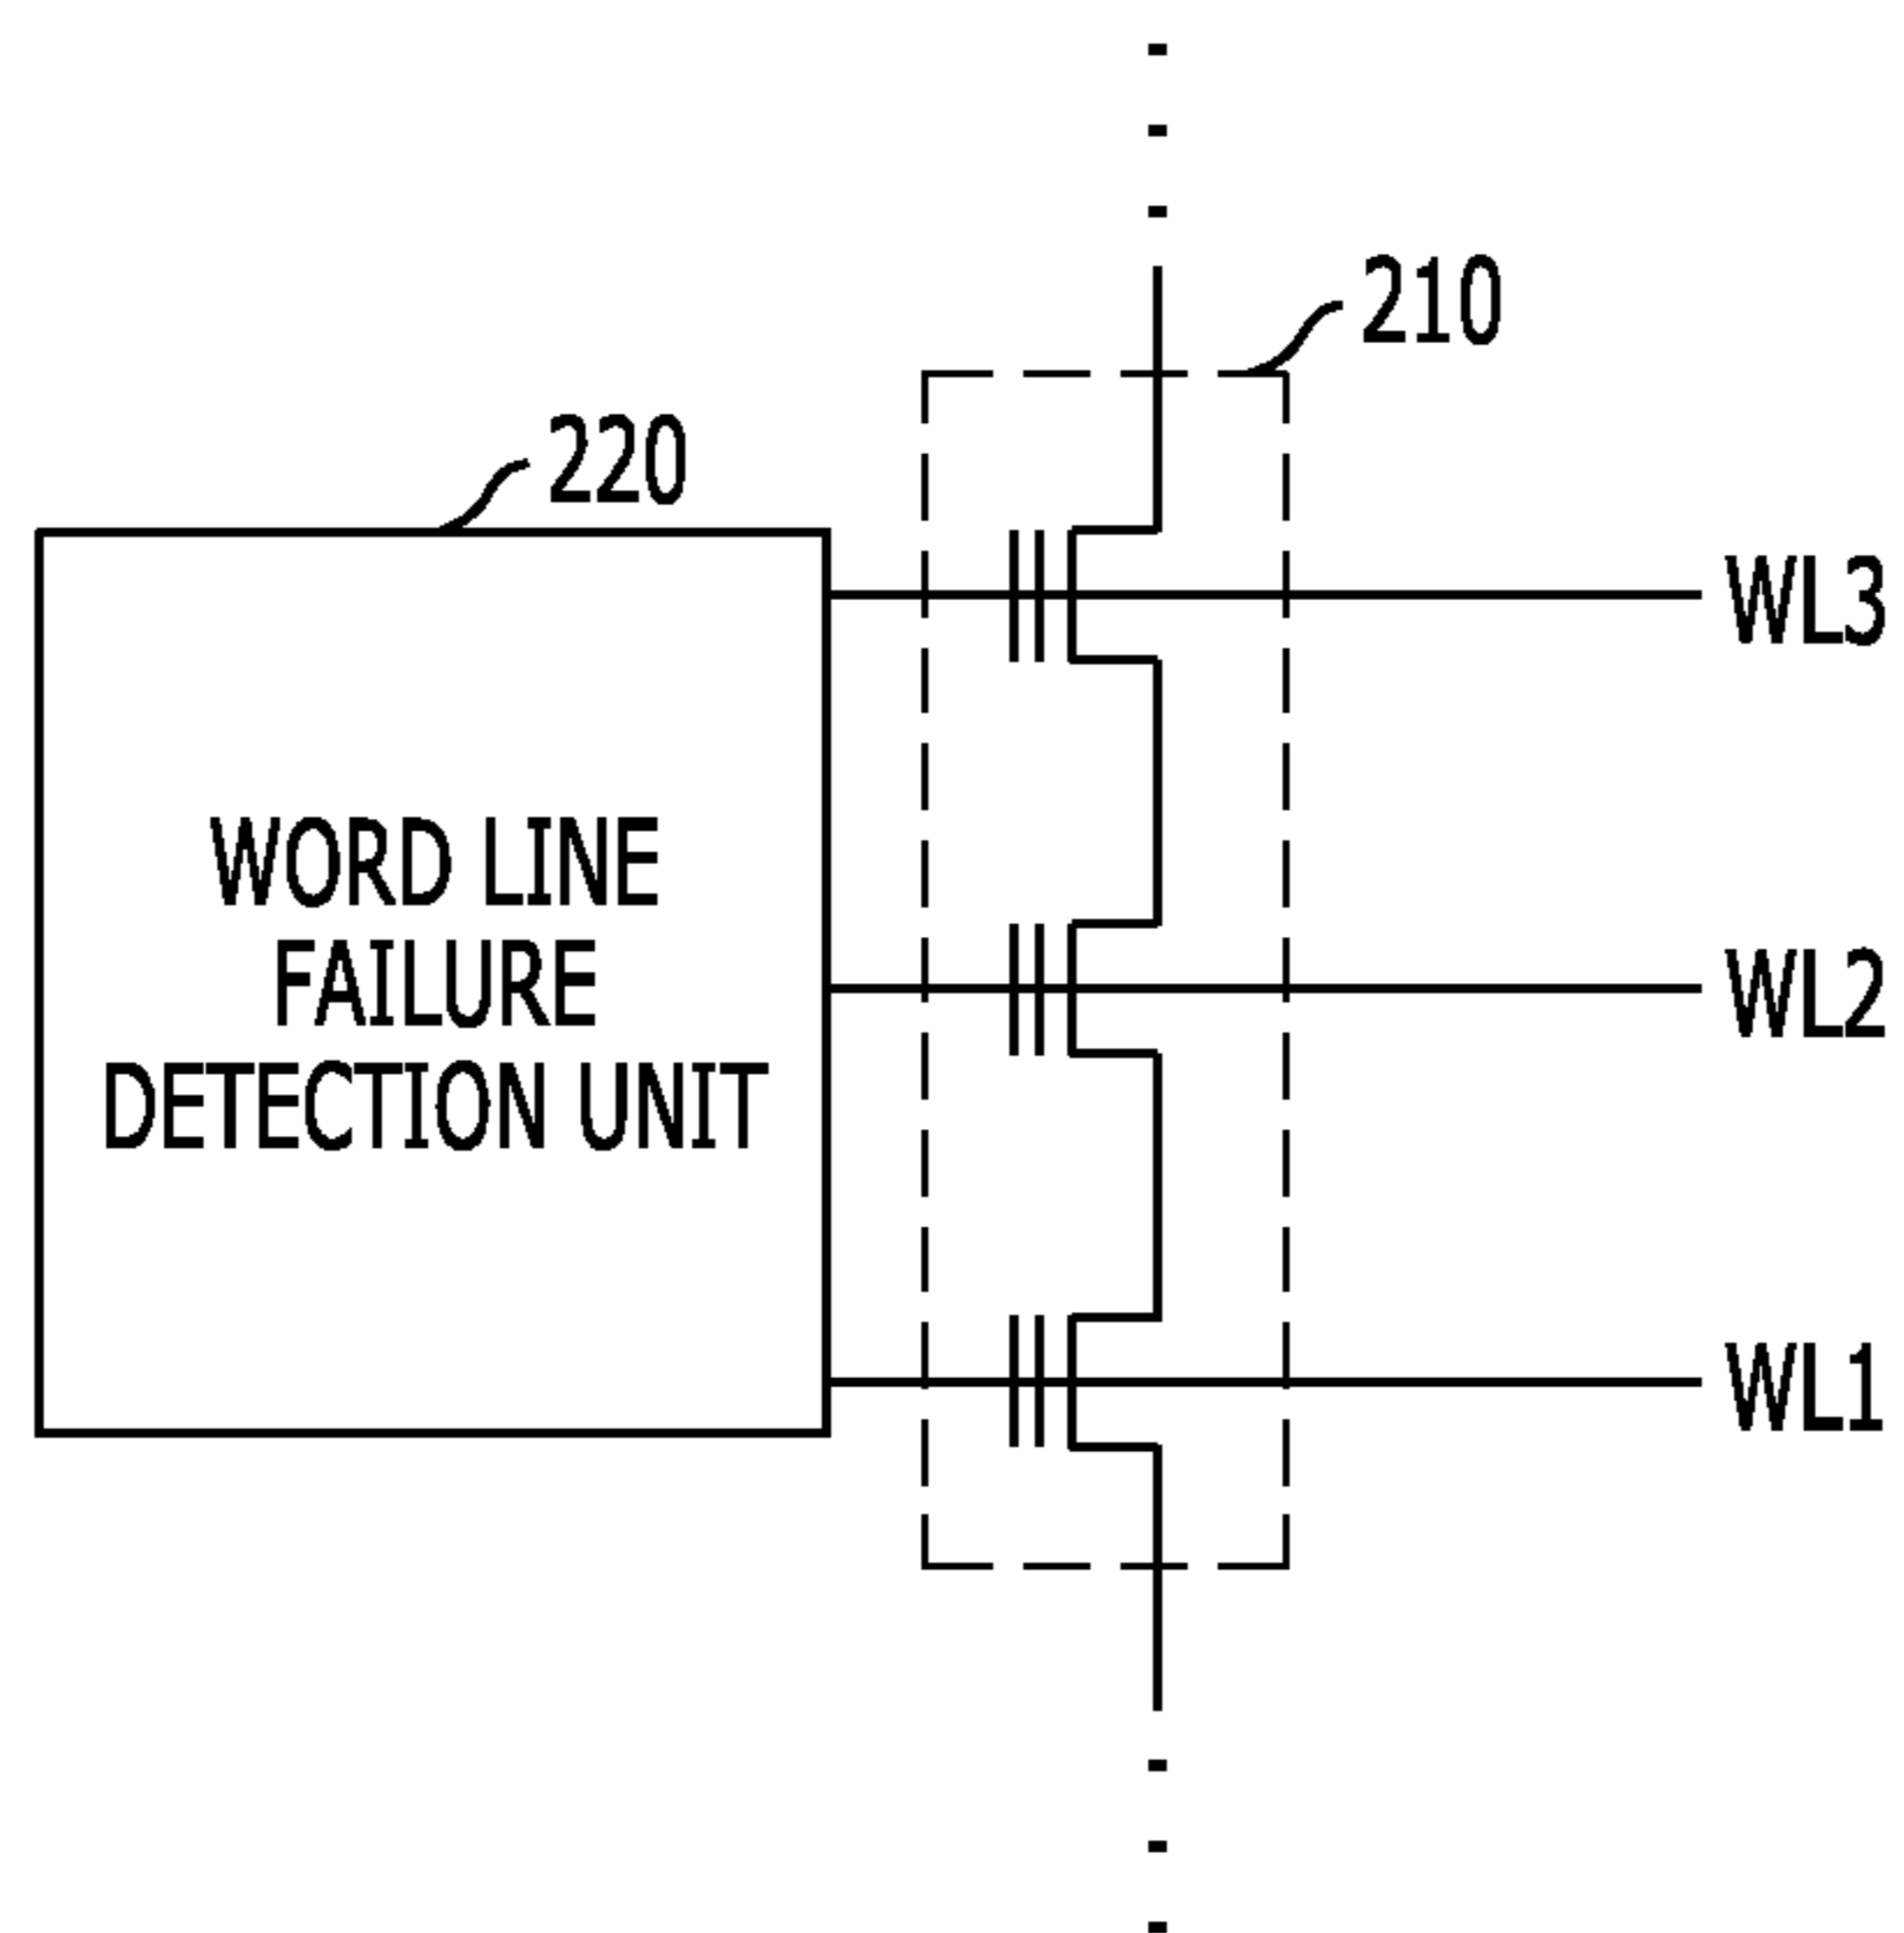 210
220
WL3
WORD LINE
FAILURE
DETECTION UNIT
WL2
WL1